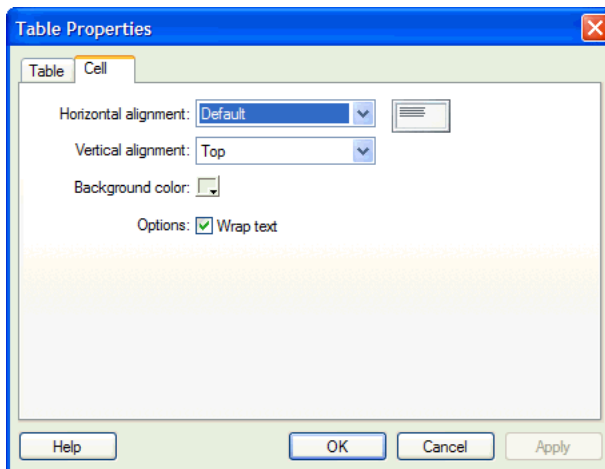 Table Properties
Table Cell
Horizontal alignment: Default
Vertical alignment: Top
Background color:
Options: Wrap text
Help OK Cancel Apply